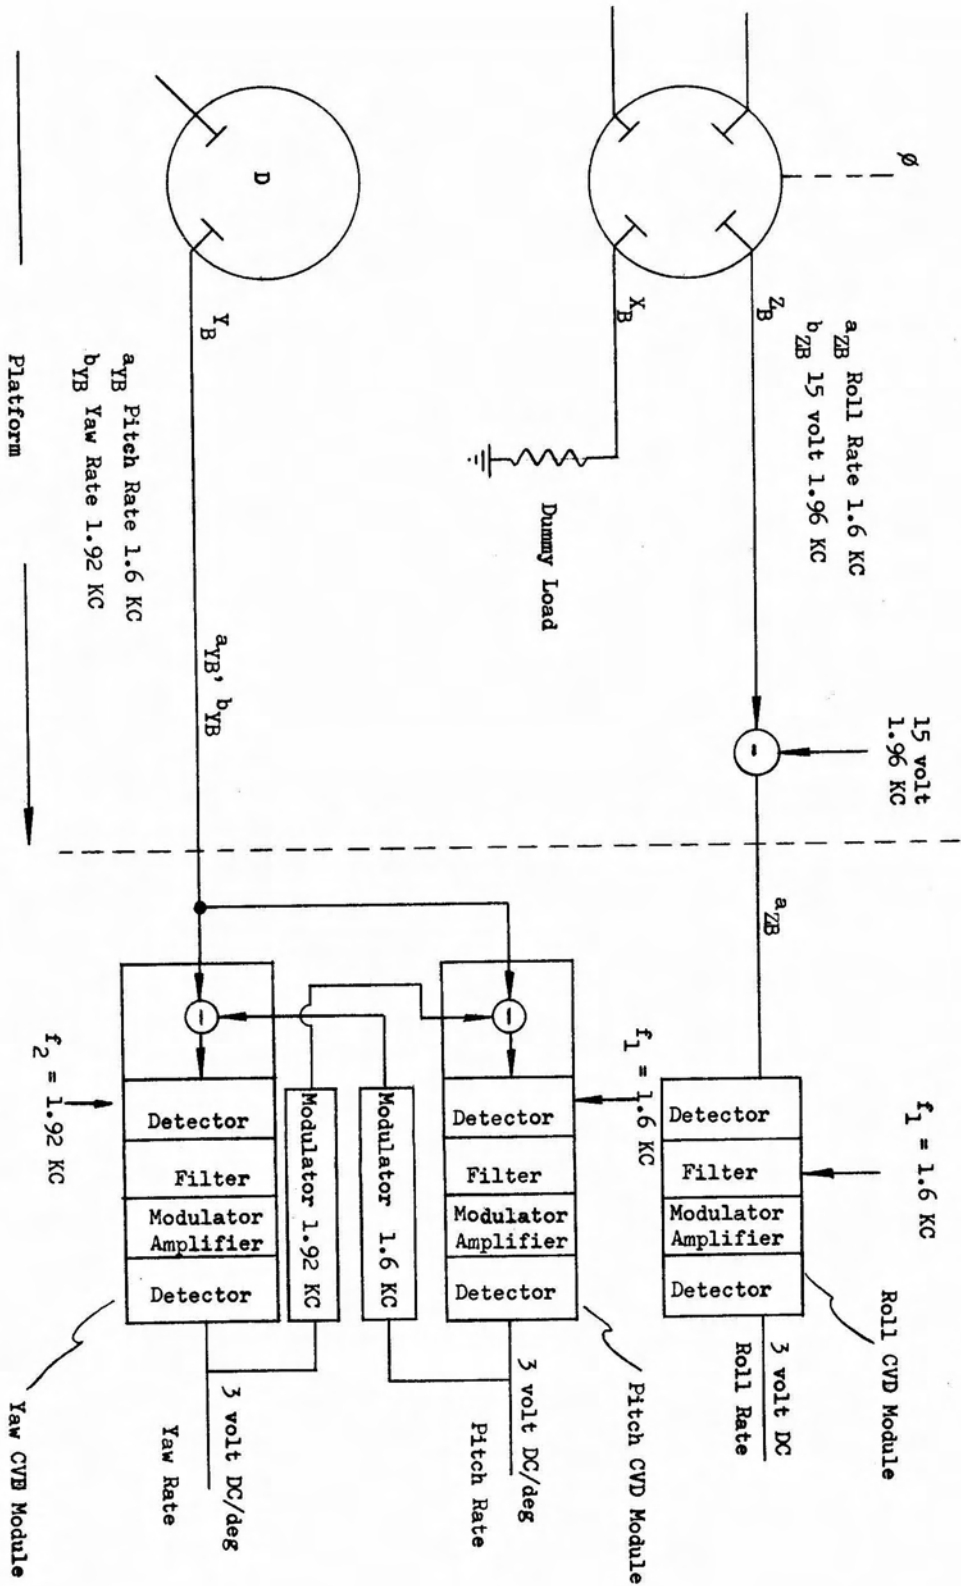 ø
Z_B
a_ZB Roll Rate 1.6 KC
b_ZB 15 volt 1.96 KC
X_B
Dummy Load
15 volt
1.96 KC
-
a_ZB
f_1 = 1.6 KC
Detector
Filter
Modulator
Amplifier
Detector
3 volt DC
Roll Rate
Roll CVD Module
D
Y_B
a_YB Pitch Rate 1.6 KC
b_YB Yaw Rate 1.92 KC
a_YB, b_YB
Platform
-
f_1 = 1.6 KC
Detector
Filter
Modulator
Amplifier
Detector
3 volt DC/deg
Pitch Rate
Pitch CVD Module
Modulator 1.6 KC
Modulator 1.92 KC
-
f_2 = 1.92 KC
Detector
Filter
Modulator
Amplifier
Detector
3 volt DC/deg
Yaw Rate
Yaw CVD Module